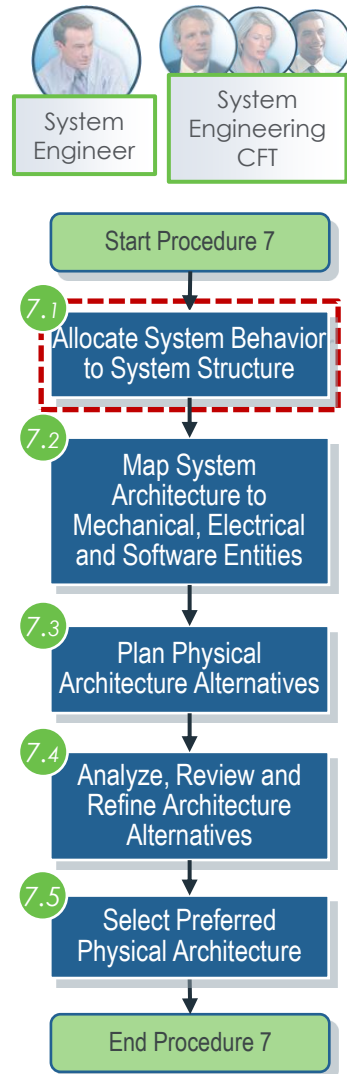 System
Engineer
System
Engineering
CFT
Start Procedure 7
7.1
Allocate System Behavior
to System Structure
7.2
Map System
Architecture to
Mechanical, Electrical
and Software Entities
7.3
Plan Physical
Architecture Alternatives
7.4
Analyze, Review and
Refine Architecture
Alternatives
7.5
Select Preferred
Physical Architecture
End Procedure 7